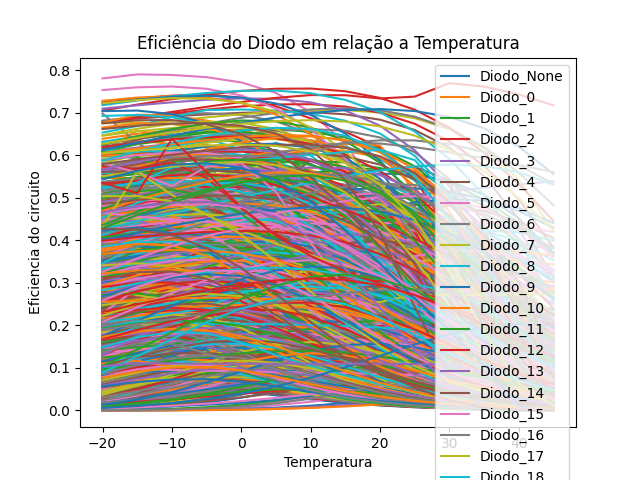 Eficiência do Diodo em relação a Temperatura
Eficiencia do circuito
0.8
0.7
0.6
0.5
0.4
0.3
0.2
0.1
0.0
−20
−10
0
10
20
30
40
Temperatura
Diodo_None
Diodo_0
Diodo_1
Diodo_2
Diodo_3
Diodo_4
Diodo_5
Diodo_6
Diodo_7
Diodo_8
Diodo_9
Diodo_10
Diodo_11
Diodo_12
Diodo_13
Diodo_14
Diodo_15
Diodo_16
Diodo_17
Diodo_18